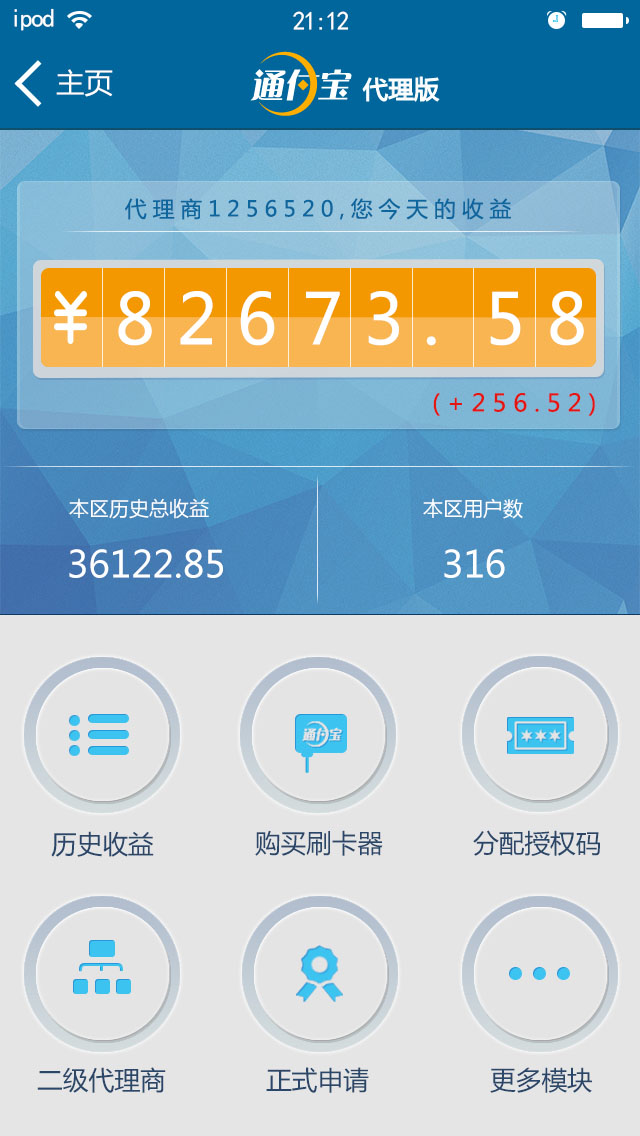 ipod 21:12
主页 通付宝 代理版
代理商1256520,您今天的收益
¥82673.58
(+256.52)
本区历史总收益 本区用户数
36122.85 316
通付宝
***
历史收益 购买刷卡器 分配授权码
二级代理商 正式申请 更多模块